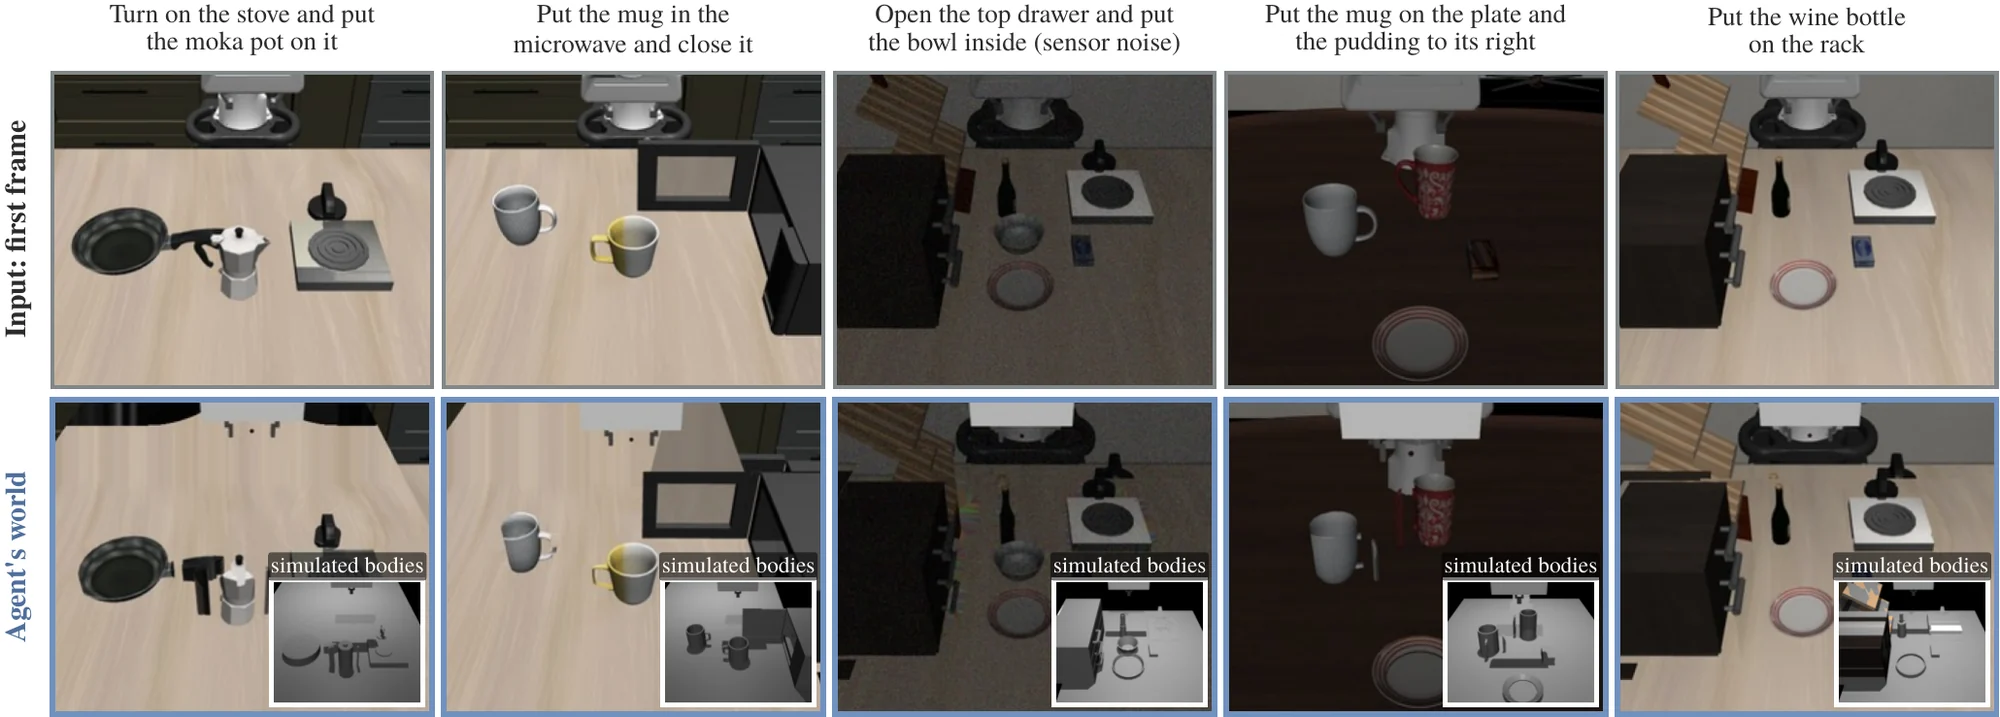 Turn on the stove and put
the moka pot on it
Put the mug in the
microwave and close it
Open the top drawer and put
the bowl inside (sensor noise)
Put the mug on the plate and
the pudding to its right
Put the wine bottle
on the rack
Input: first frame
Agent's world
simulated bodies
simulated bodies
simulated bodies
simulated bodies
simulated bodies